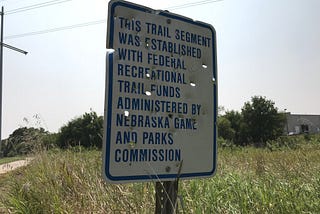 THIS TRAIL SEGMENT
WAS ESTABLISHED
WITH FEDERAL
RECREATIONAL
TRAIL FUNDS
ADMINISTERED BY
NEBRASKA GAME
AND PARKS
COMMISSION